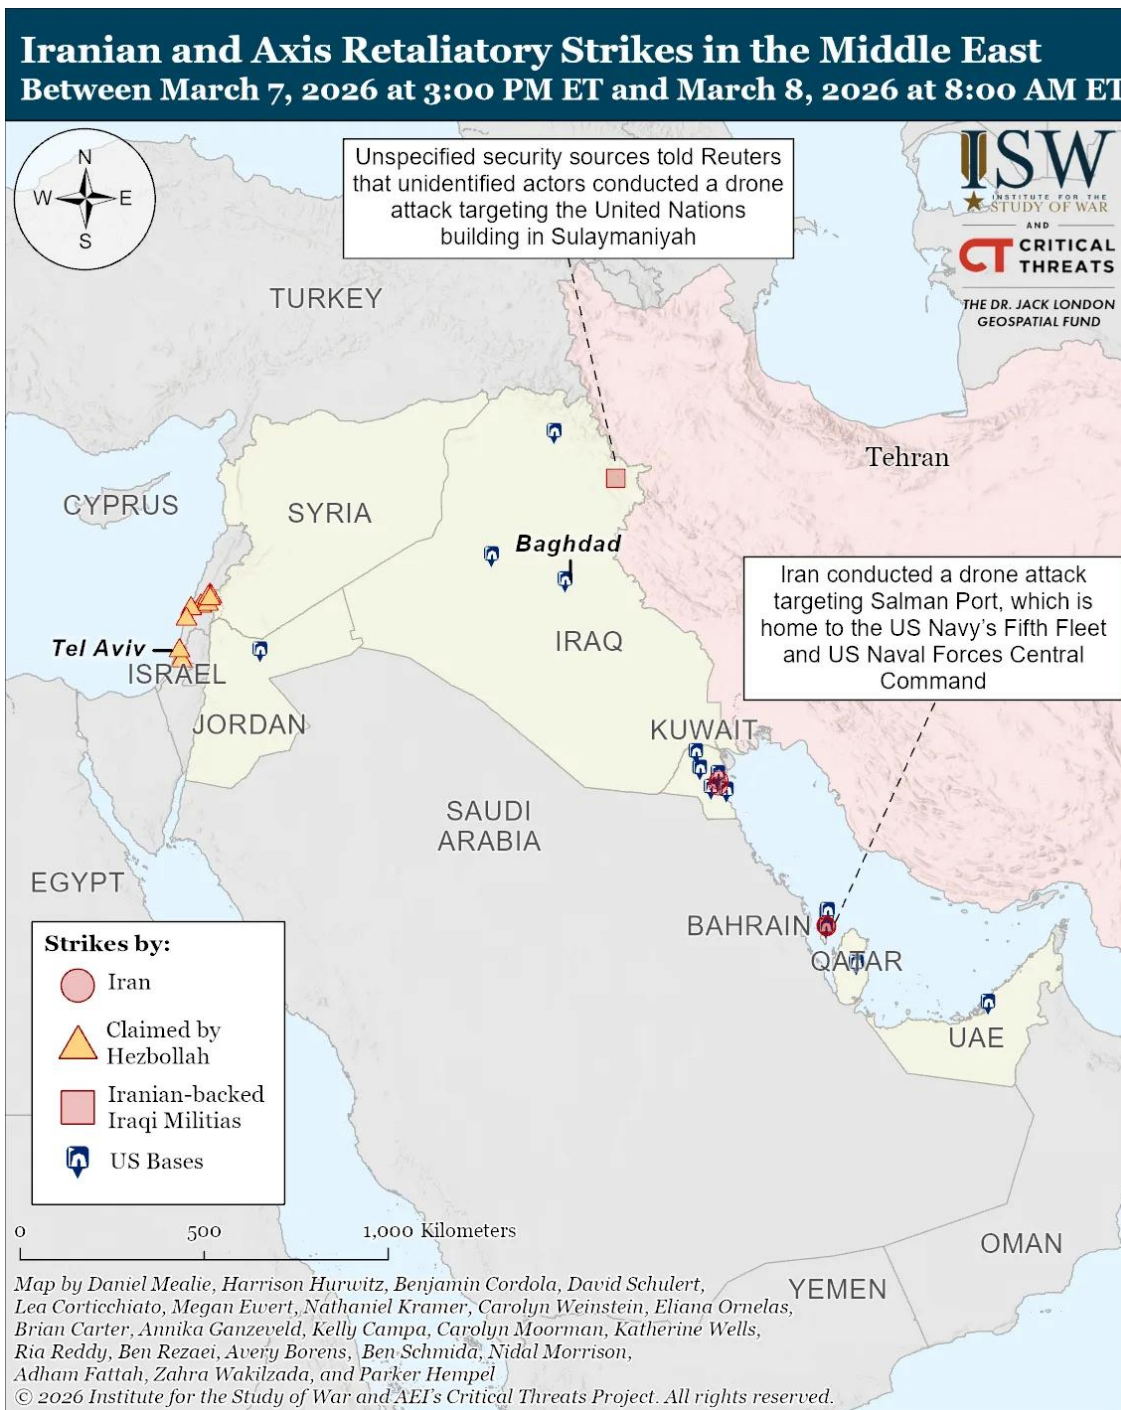 Iranian and Axis Retaliatory Strikes in the Middle East
Between March 7, 2026 at 3:00 PM ET and March 8, 2026 at 8:00 AM ET
N
W
E
S
Unspecified security sources told Reuters
that unidentified actors conducted a drone
attack targeting the United Nations
building in Sulaymaniyah
ISW
INSTITUTE FOR THE
STUDY OF WAR
AND
CT CRITICAL
THREATS
THE DR. JACK LONDON
GEOSPATIAL FUND
TURKEY
Tehran
CYPRUS
SYRIA
Baghdad
Iran conducted a drone attack
targeting Salman Port, which is
home to the US Navy's Fifth Fleet
and US Naval Forces Central
Command
Tel Aviv
IRAQ
ISRAEL
JORDAN
KUWAIT
SAUDI
ARABIA
EGYPT
BAHRAIN
QATAR
UAE
Strikes by:
Iran
Claimed by
Hezbollah
Iranian-backed
Iraqi Militias
US Bases
0 500 1,000 Kilometers
OMAN
YEMEN
Map by Daniel Mealie, Harrison Hurwitz, Benjamin Cordola, David Schulert,
Lea Corticchiato, Megan Ewert, Nathaniel Kramer, Carolyn Weinstein, Eliana Ornelas,
Brian Carter, Annika Ganzeveld, Kelly Campa, Carolyn Moorman, Katherine Wells,
Ria Reddy, Ben Rezaei, Avery Borens, Ben Schmida, Nidal Morrison,
Adham Fattah, Zahra Wakilzada, and Parker Hempel
© 2026 Institute for the Study of War and AEI's Critical Threats Project. All rights reserved.